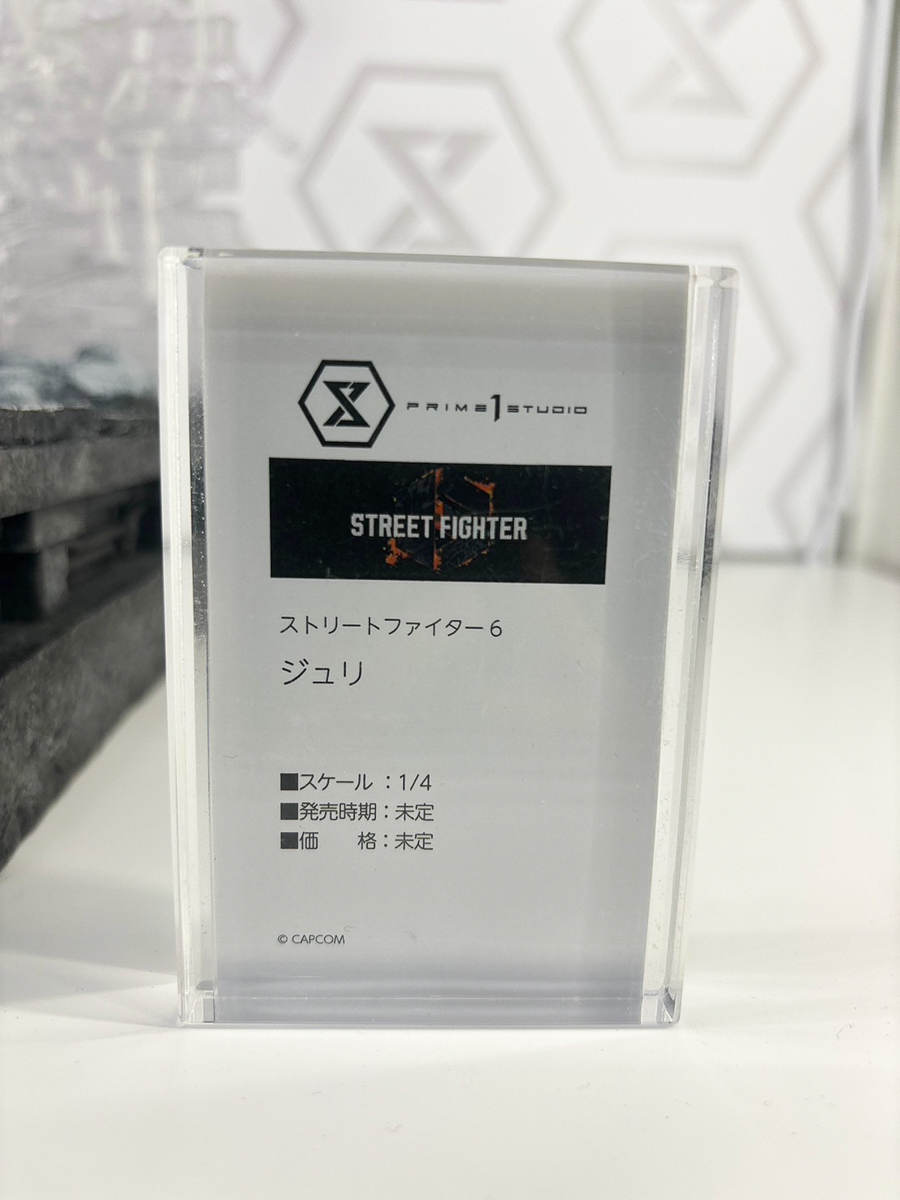 PRIME 1 STUDIO
STREET FIGHTER
ストリートファイター6
ジュリ
■スケール：1/4
■発売時期：未定
■価　　格：未定
© CAPCOM